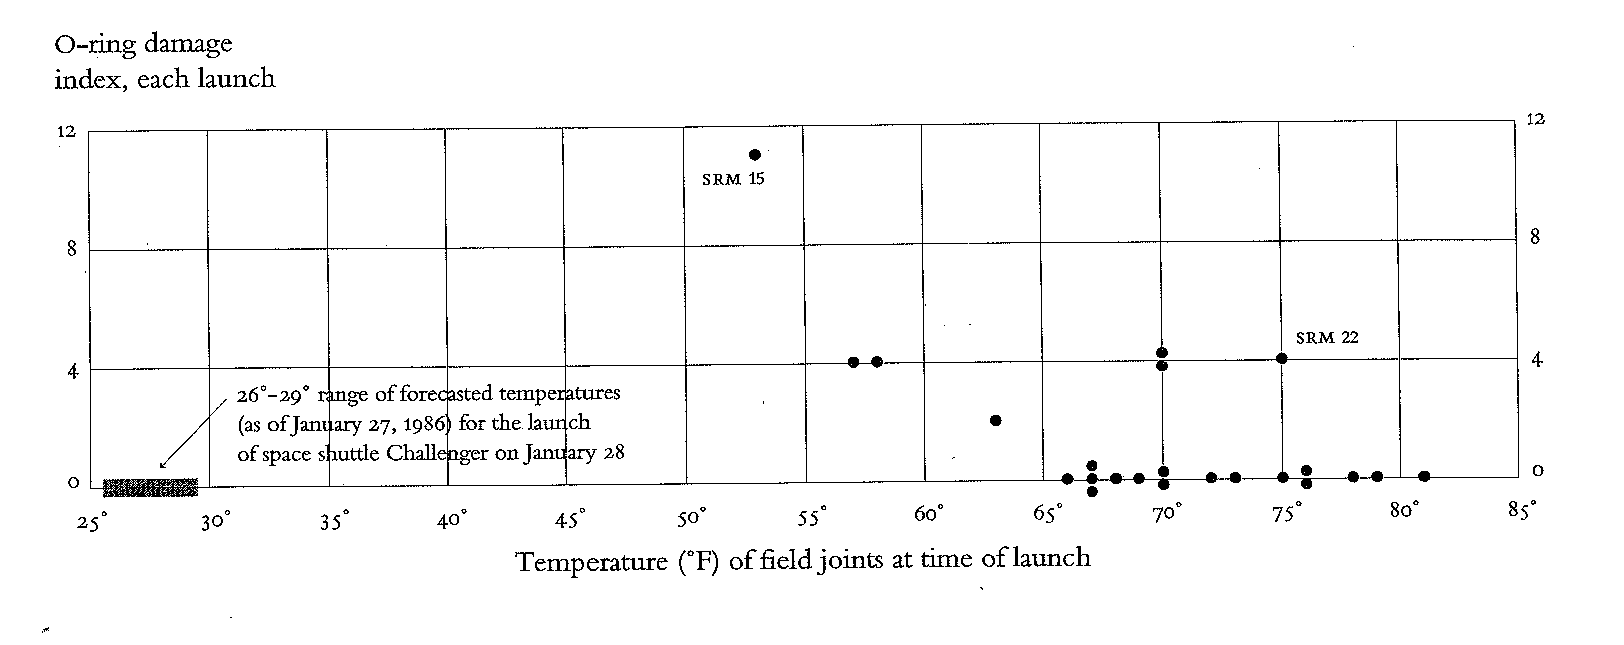 O-ring damage
index, each launch
12
12
SRM 15
8
8
SRM 22
4
4
26°–29° range of forecasted temperatures
(as of January 27, 1986) for the launch
of space shuttle Challenger on January 28
0
0
25° 30° 35° 40° 45° 50° 55° 60° 65° 70° 75° 80° 85°
Temperature (°F) of field joints at time of launch